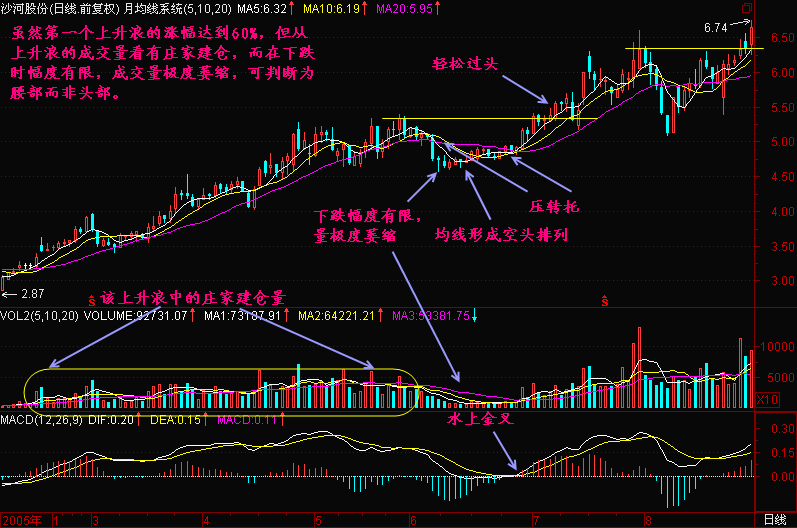 沙河股份(日线.前复权) 月均线系统(5,10,20) MA5:6.32↑ MA10:6.19↑ MA20:5.95↑
虽然第一个上升浪的涨幅达到60%,但从
上升浪的成交量看有庄家建仓,而在下跌
时幅度有限,成交量极度萎缩,可判断为
腰部而非头部。
6.74
轻松过头
6.50
6.00
5.50
5.00
4.50
4.00
3.50
3.00
压转托
下跌幅度有限,
量极度萎缩
均线形成空头排列
2.87
该上升浪中的庄家建仓量
VOL2(5,10,20) VOLUME:92731.07↑ MA1:73187.91↑ MA2:64221.21↑ MA3:53381.75↓
10000
5000
X10
水上金叉
MACD(12,26,9) DIF:0.20↑ DEA:0.15↑ MACD:0.11↑
0.30
0.15
0.00
2005年 1 3 4 5 6 7 8 日线